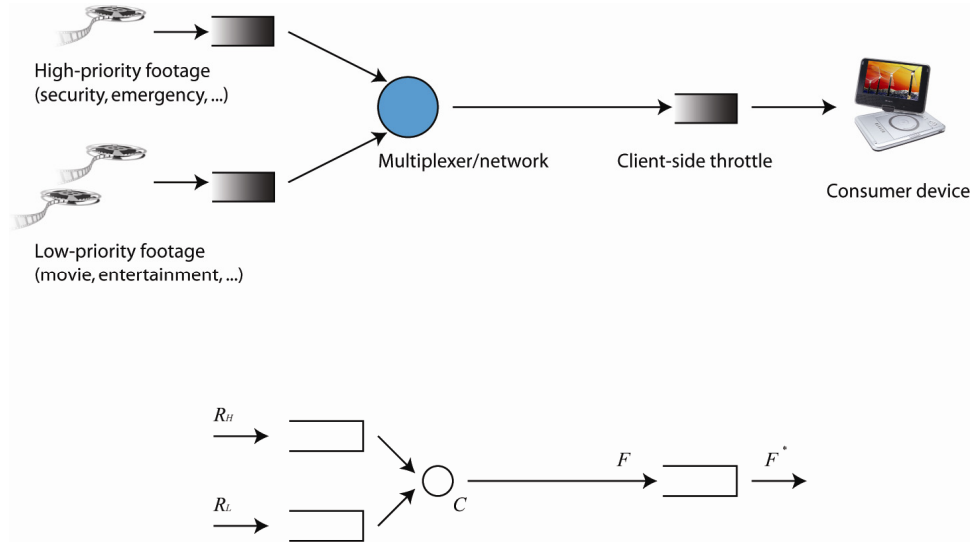 High-priority footage
(security, emergency, ...)
Multiplexer/network
Client-side throttle
Consumer device
Low-priority footage
(movie, entertainment, ...)
R_H
F
F*
C
R_L